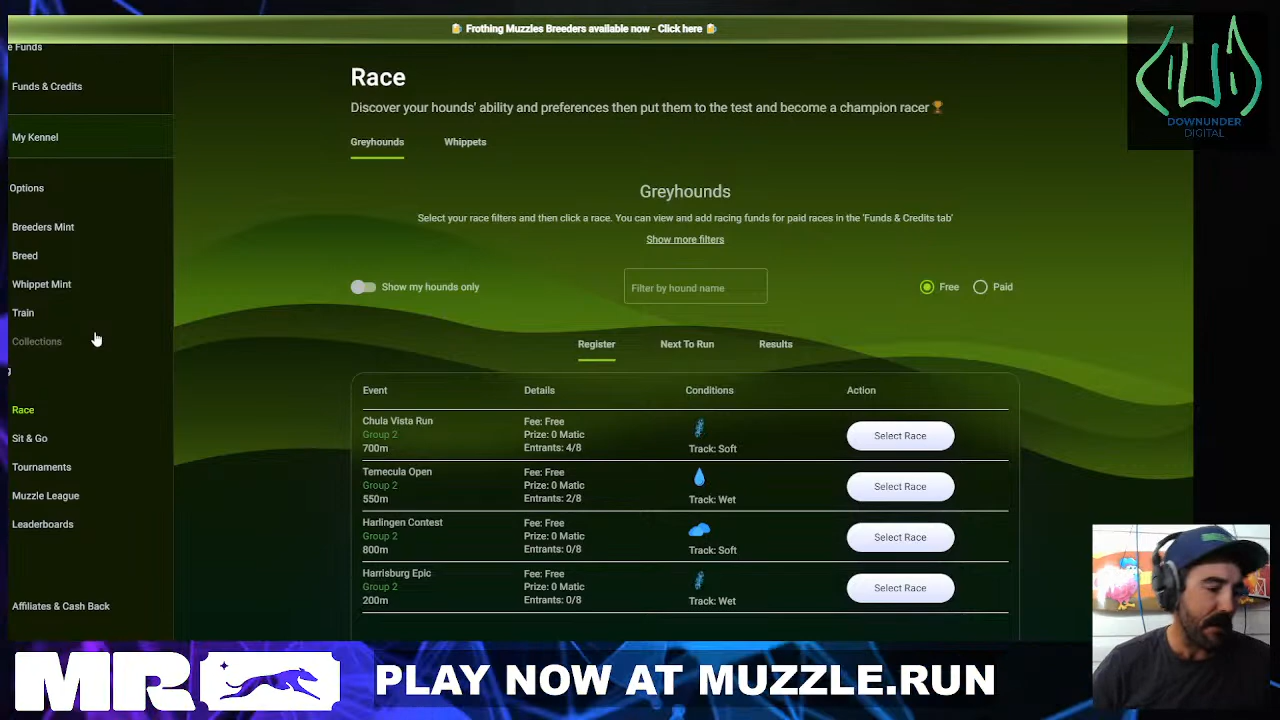 🍺 Frothing Muzzles Breeders available now - Click here 🍺
e Funds
Funds & Credits
My Kennel
Options
Breeders Mint
Breed
Whippet Mint
Train
Collections
g
Race
Sit & Go
Tournaments
Muzzle League
Leaderboards
Affiliates & Cash Back
Race
Discover your hounds' ability and preferences then put them to the test and become a champion racer🏆
Greyhounds Whippets
Greyhounds
Select your race filters and then click a race. You can view and add racing funds for paid races in the 'Funds & Credits tab'
Show more filters
Show my hounds only Filter by hound name Free Paid
Register Next To Run Results
Event Details Conditions Action
Chula Vista Run
Group 2
700m
Fee: Free
Prize: 0 Matic
Entrants: 4/8
Track: Soft
Select Race
Temecula Open
Group 2
550m
Fee: Free
Prize: 0 Matic
Entrants: 2/8
Track: Wet
Select Race
Harlingen Contest
Group 2
800m
Fee: Free
Prize: 0 Matic
Entrants: 0/8
Track: Soft
Select Race
Harrisburg Epic
Group 2
200m
Fee: Free
Prize: 0 Matic
Entrants: 0/8
Track: Wet
Select Race
DOWNUNDER
DIGITAL
MR PLAY NOW AT MUZZLE.RUN